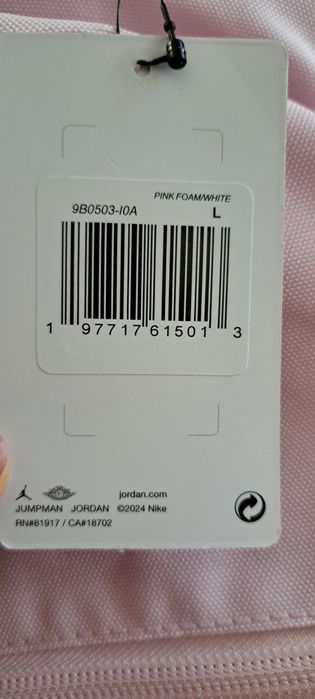 PINK FOAM/WHITE
9B0503-I0A L
1 97717 61501 3
jordan.com
JUMPMAN JORDAN ©2024 Nike
RN#81917 / CA#18702